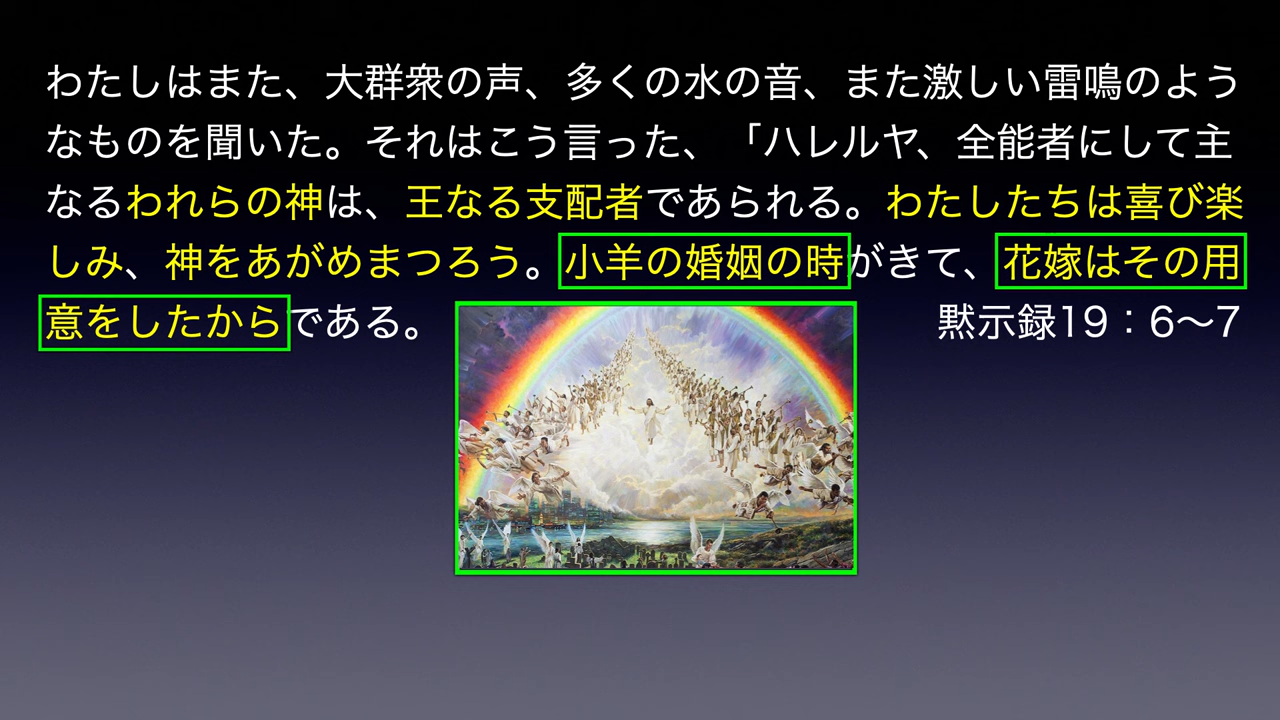 わたしはまた、大群衆の声、多くの水の音、また激しい雷鳴のよう
なものを聞いた。それはこう言った、「ハレルヤ、全能者にして主
なるわれらの神は、王なる支配者であられる。わたしたちは喜び楽
しみ、神をあがめまつろう。小羊の婚姻の時がきて、花嫁はその用
意をしたからである。 黙示録19：6〜7